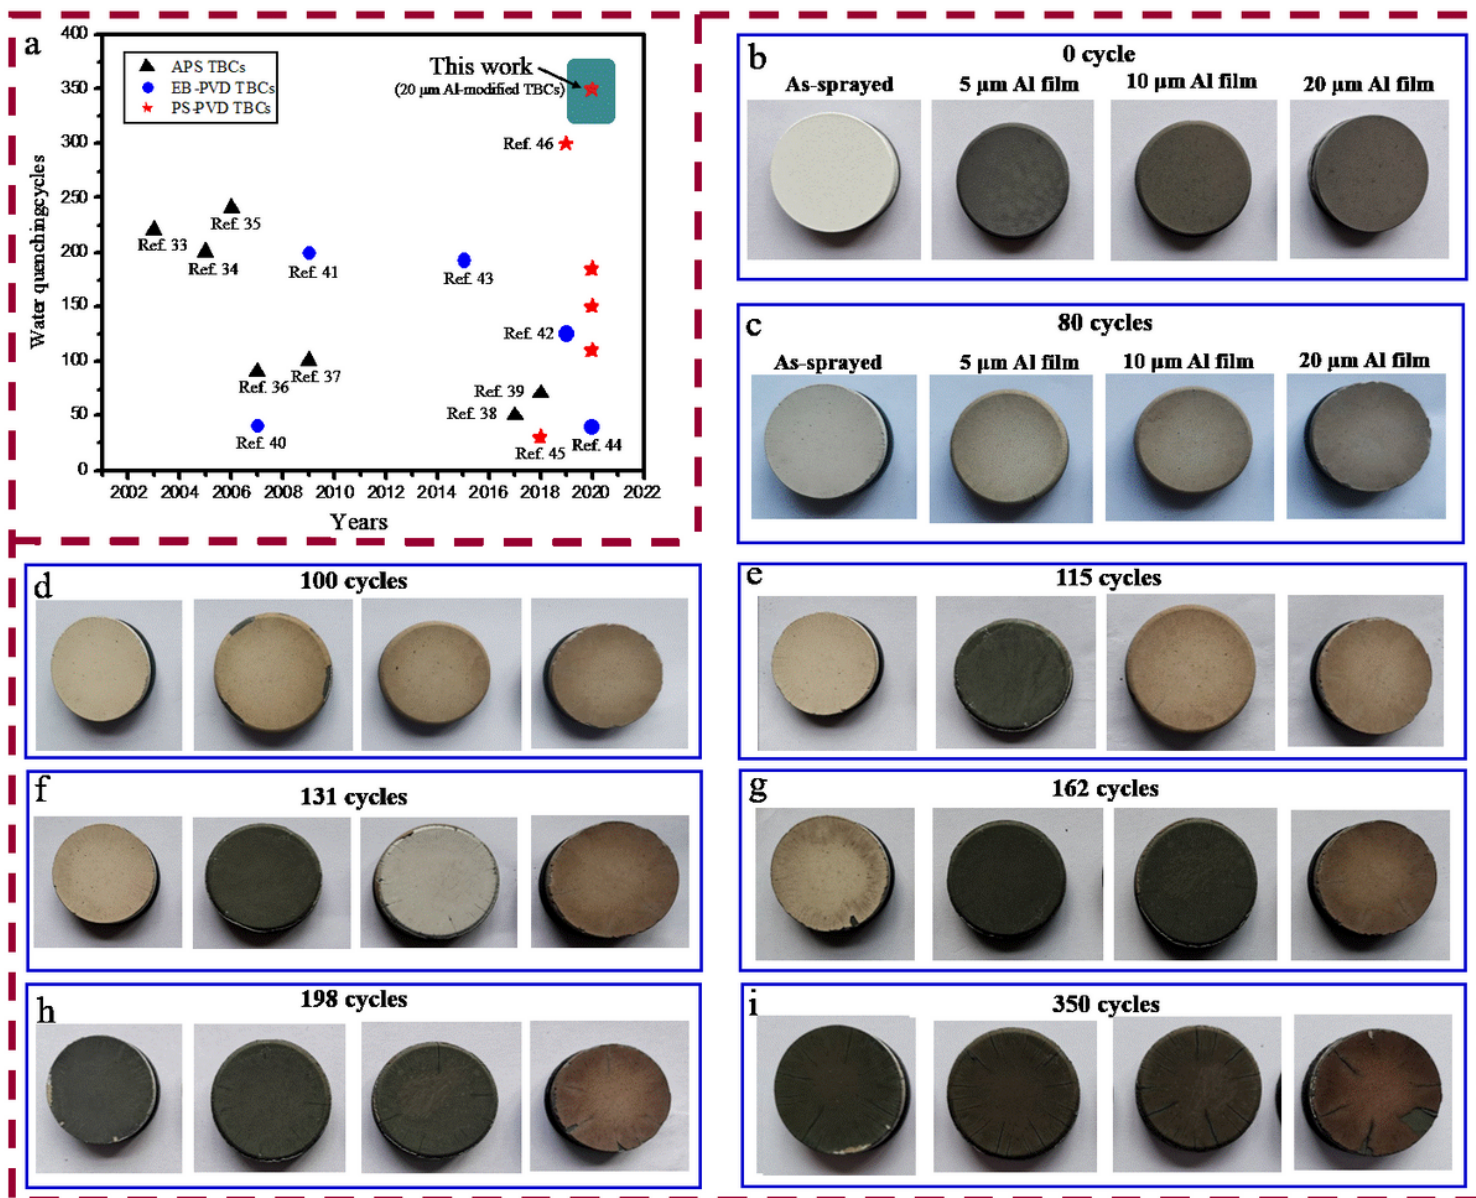 a
400
350
300
250
200
150
100
50
0
Water quenchingcycles
APS TBCs
EB-PVD TBCs
PS-PVD TBCs
This work
(20 μm Al-modified TBCs)
Ref. 46
Ref. 35
Ref. 33
Ref. 34
Ref. 41
Ref. 43
Ref. 42
Ref. 37
Ref. 36
Ref. 39
Ref. 38
Ref. 40
Ref. 45
Ref. 44
2002 2004 2006 2008 2010 2012 2014 2016 2018 2020 2022
Years
b
0 cycle
As-sprayed 5 μm Al film 10 μm Al film 20 μm Al film
c
80 cycles
As-sprayed 5 μm Al film 10 μm Al film 20 μm Al film
d
100 cycles
e
115 cycles
f
131 cycles
g
162 cycles
h
198 cycles
i
350 cycles